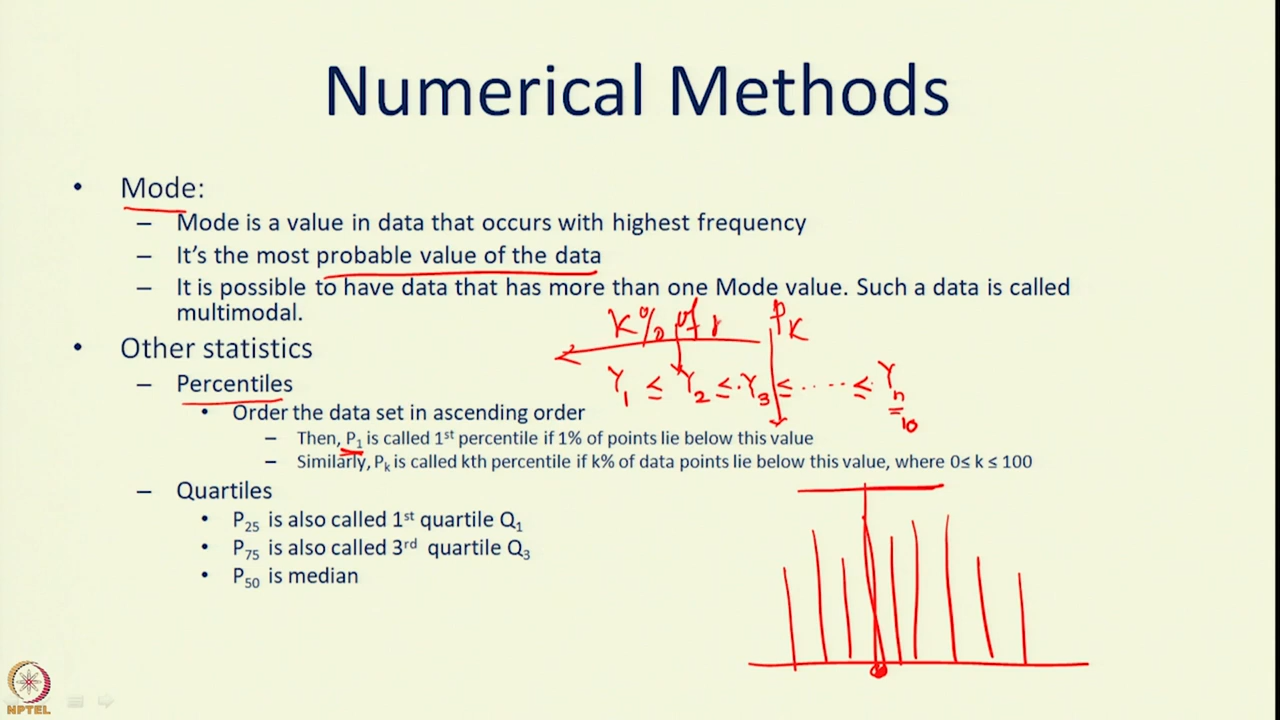 Numerical Methods
• Mode:
– Mode is a value in data that occurs with highest frequency
– It's the most probable value of the data
– It is possible to have data that has more than one Mode value. Such a data is called
multimodal.
K% of
P_K
• Other statistics
– Percentiles
Y₁ ≤ Y₂ ≤ Y₃ ≤ ..... ≤ Yₙ
= 10
• Order the data set in ascending order
– Then, P₁ is called 1st percentile if 1% of points lie below this value
– Similarly, Pₖ is called kth percentile if k% of data points lie below this value, where 0≤ k ≤ 100
– Quartiles
• P₂₅ is also called 1st quartile Q₁
• P₇₅ is also called 3rd quartile Q₃
• P₅₀ is median
NPTEL